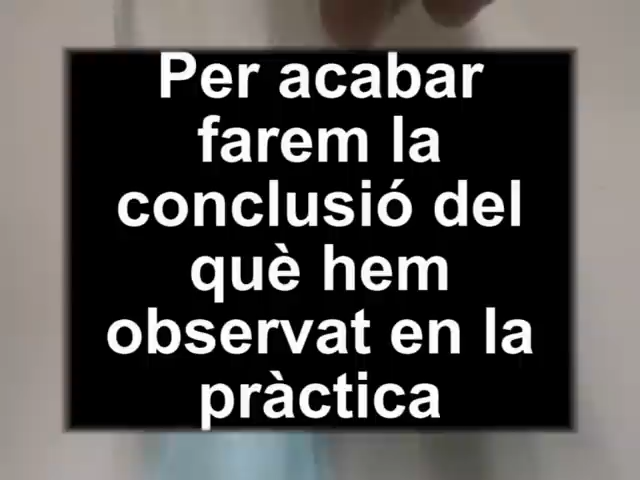 Per acabar
farem la
conclusió del
què hem
observat en la
pràctica